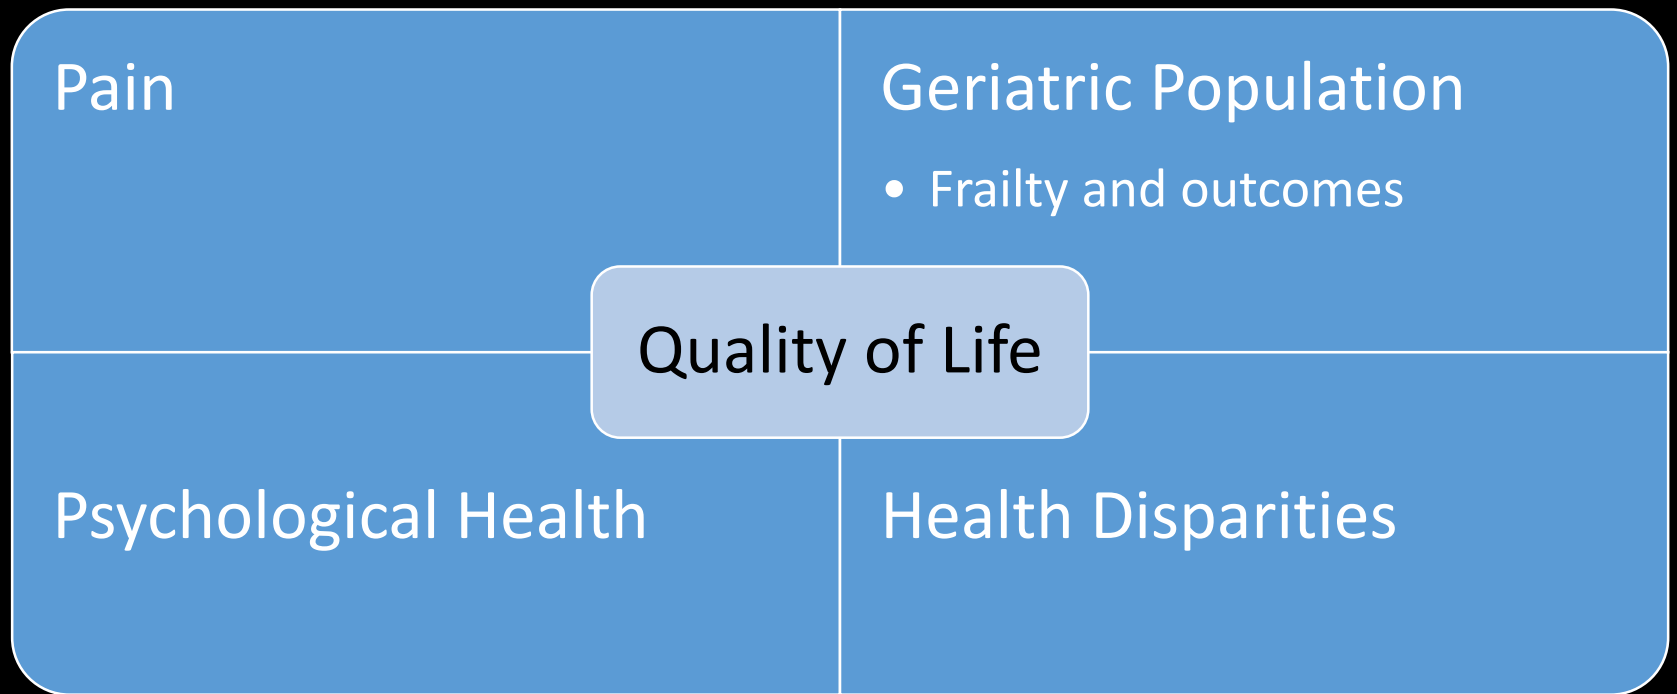 Pain
Geriatric Population
• Frailty and outcomes
Quality of Life
Psychological Health
Health Disparities